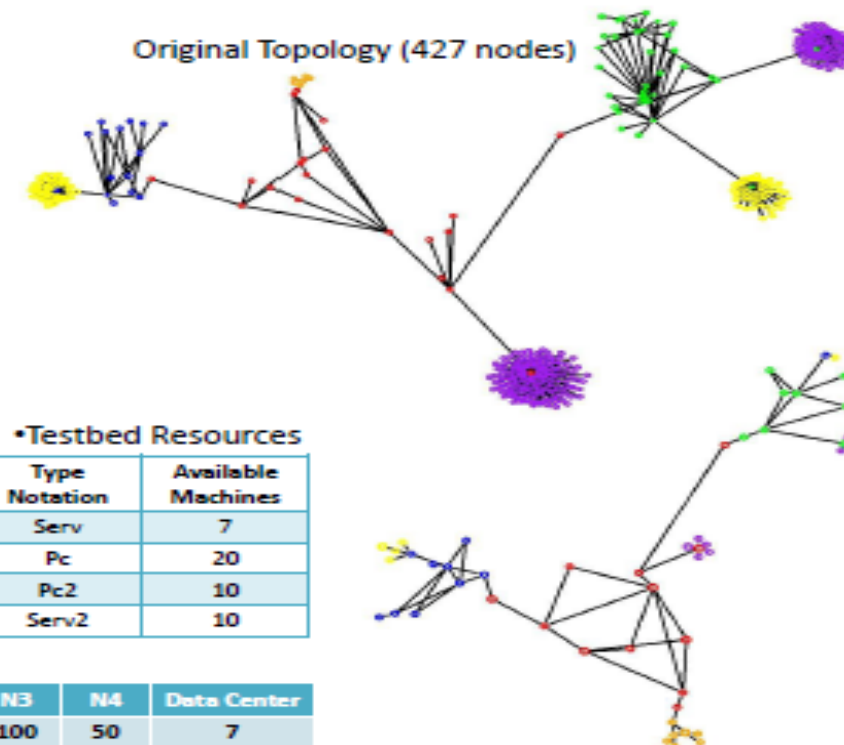 Original Topology (427 nodes)
•Testbed Resources
Type Notation Available Machines
Serv 7
Pc 20
Pc2 10
Serv2 10
N3 N4 Data Center
100 50 7